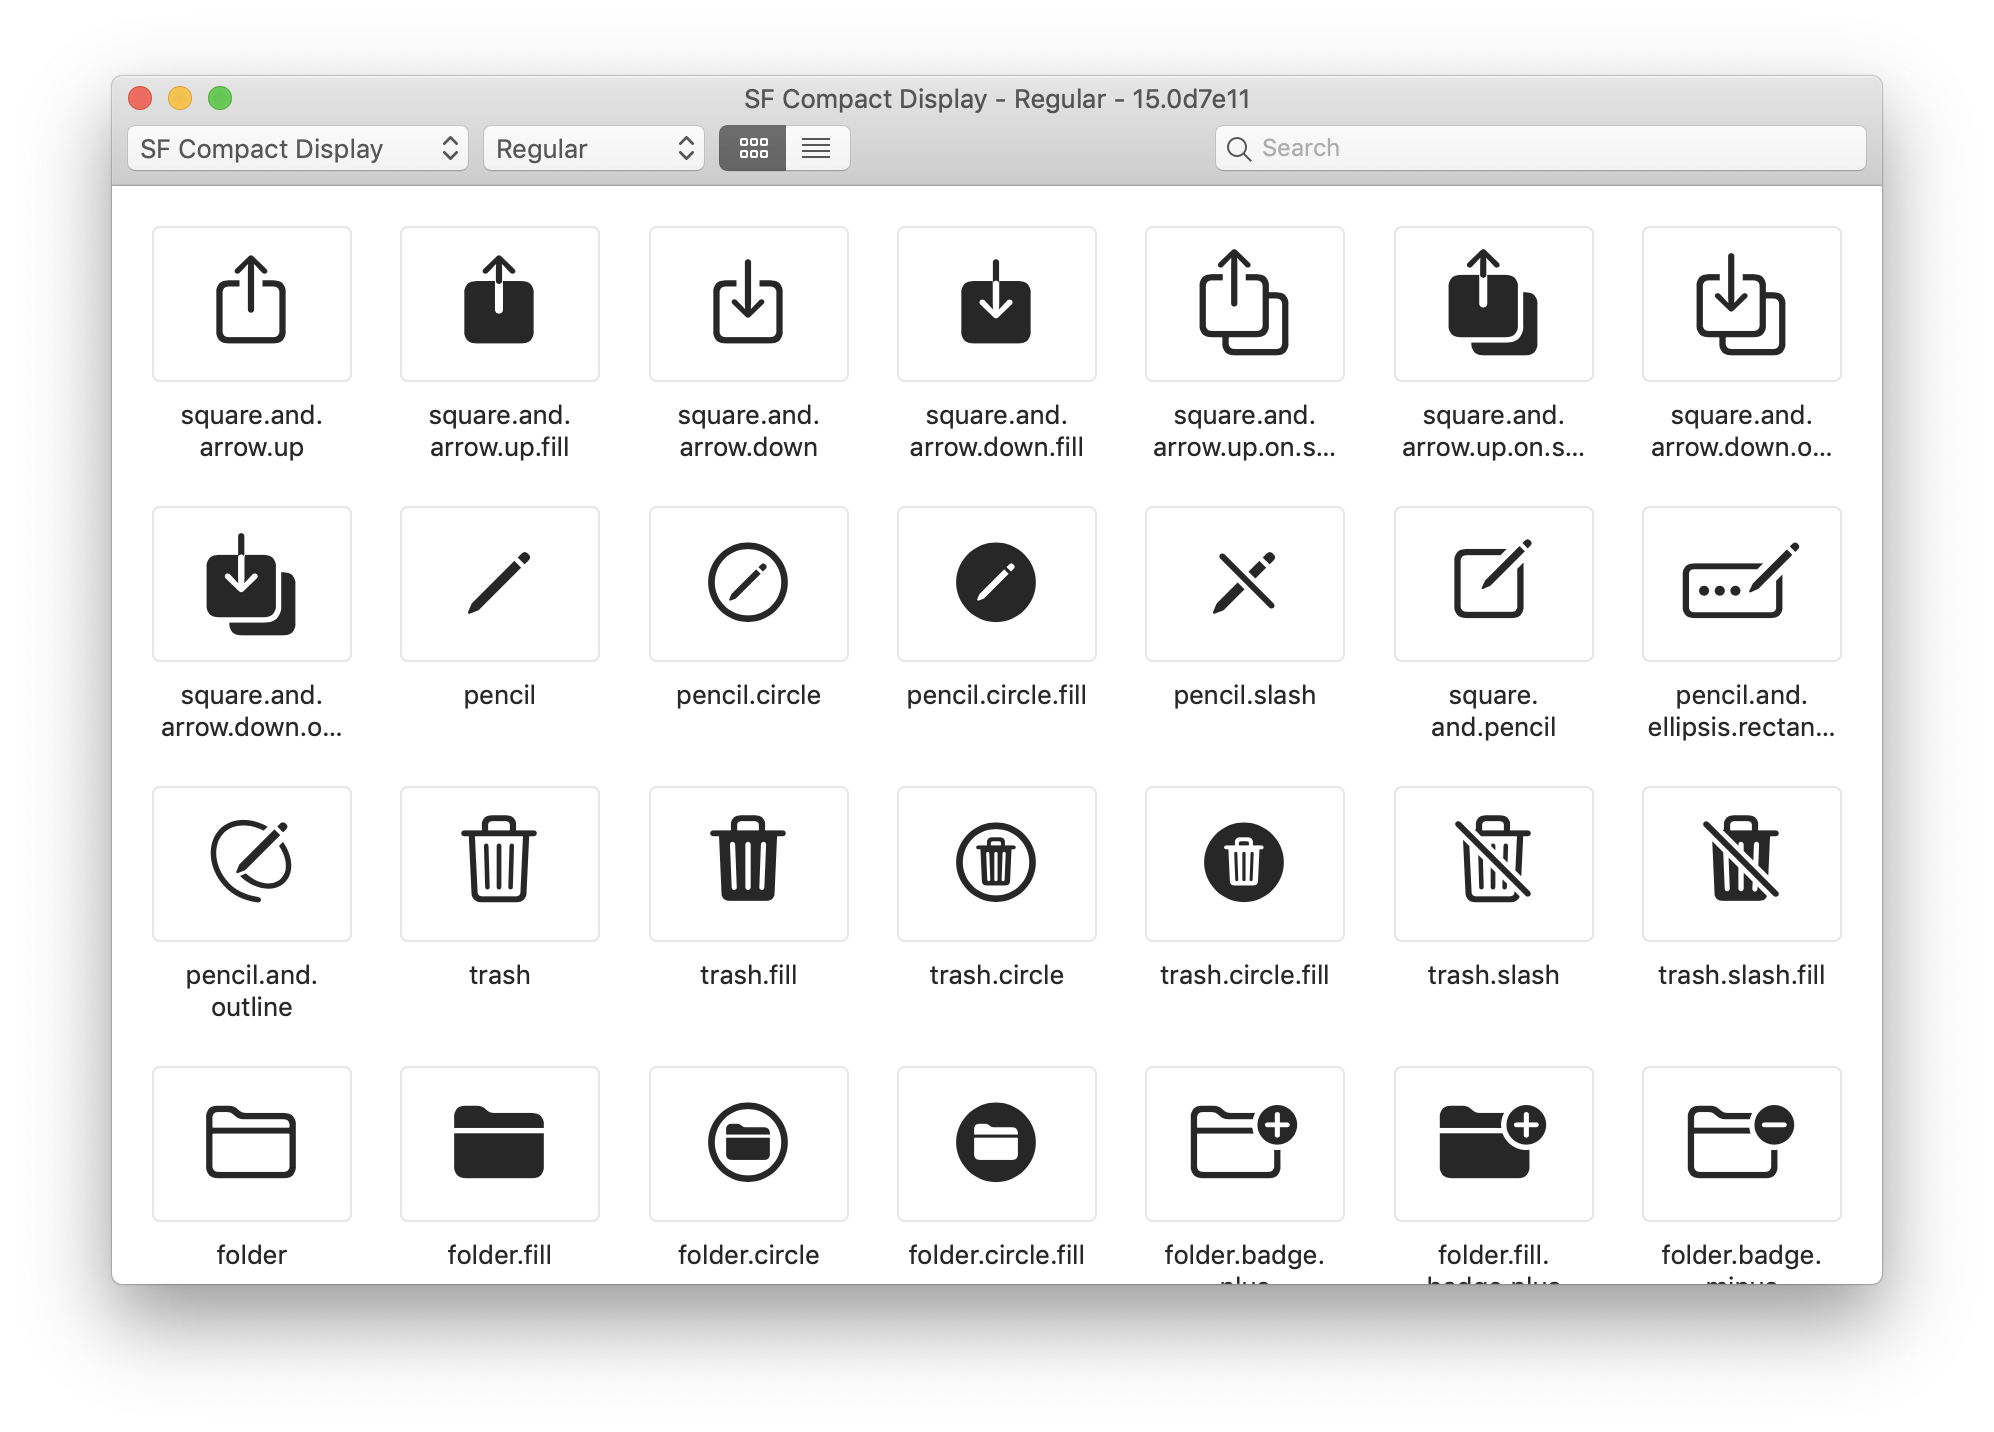 SF Compact Display – Regular – 15.0d7e11
SF Compact Display
Regular
Search
square.and.
arrow.up
square.and.
arrow.up.fill
square.and.
arrow.down
square.and.
arrow.down.fill
square.and.
arrow.up.on.s...
square.and.
arrow.up.on.s...
square.and.
arrow.down.o...
square.and.
arrow.down.o...
pencil
pencil.circle
pencil.circle.fill
pencil.slash
square.
and.pencil
pencil.and.
ellipsis.rectan...
pencil.and.
outline
trash
trash.fill
trash.circle
trash.circle.fill
trash.slash
trash.slash.fill
folder
folder.fill
folder.circle
folder.circle.fill
folder.badge.
plus
folder.fill.
badge.plus
folder.badge.
minus